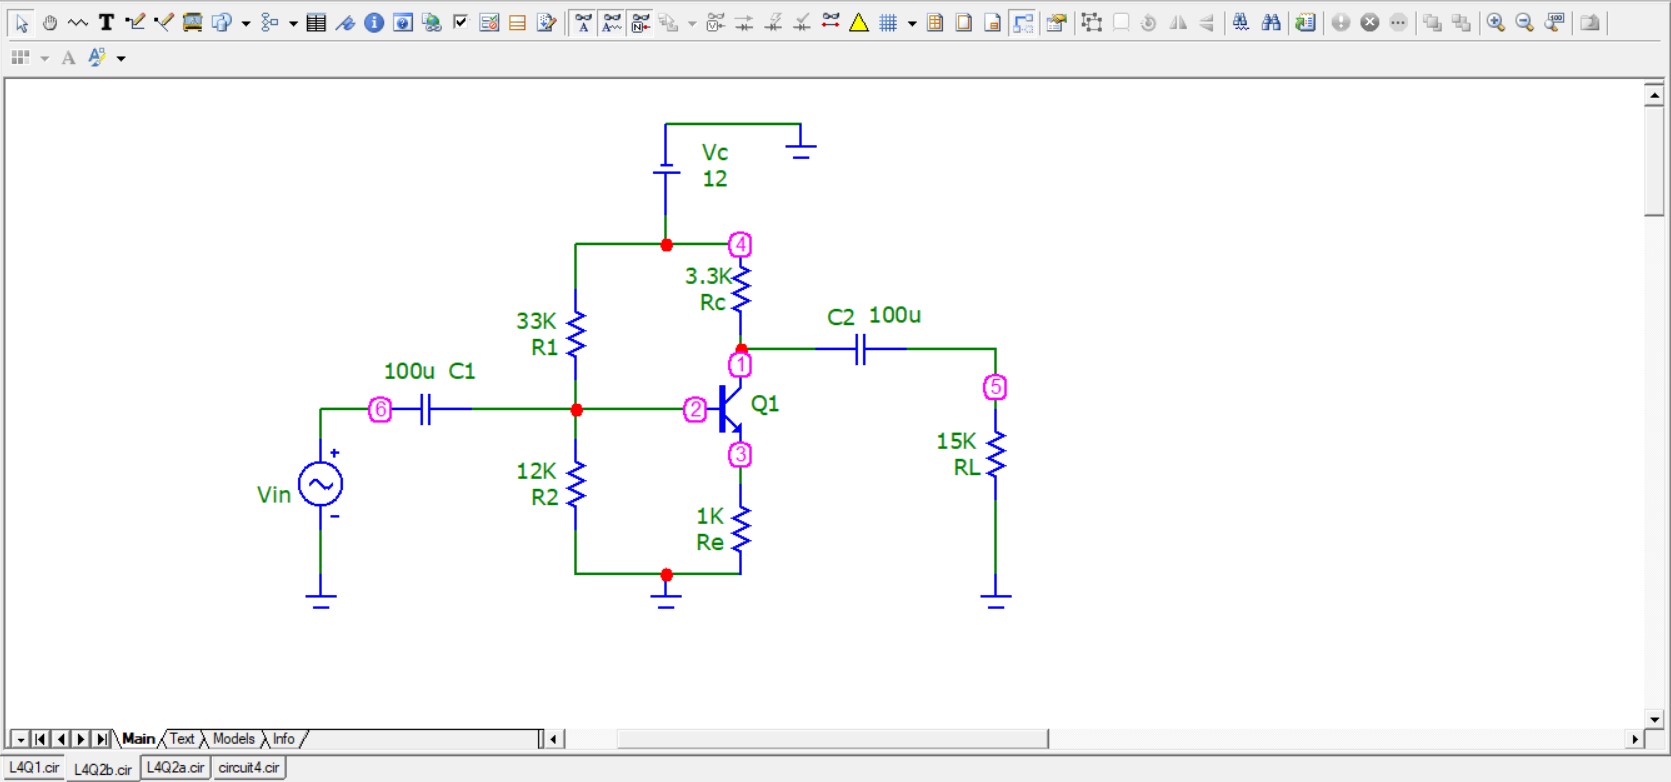 Vc
12
4
3.3K
Rc
C2 100u
33K
R1
1
100u C1
5
6
2
Q1
+
3
15K
RL
12K
R2
Vin
-
1K
Re
Main Text Models Info
L4Q1.cir L4Q2b.cir L4Q2a.cir circuit4.cir